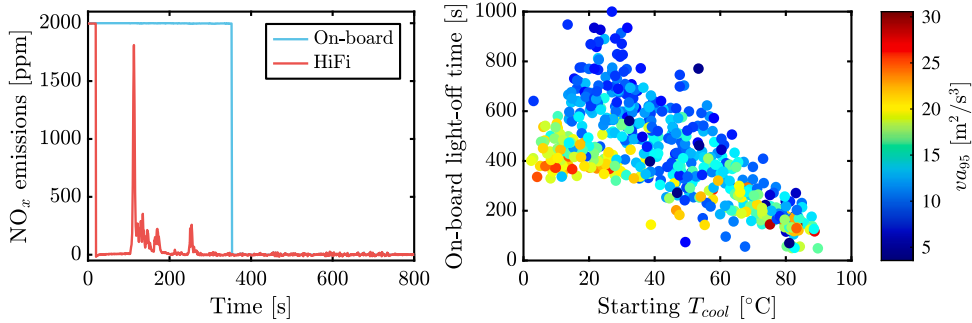 NOx emissions [ppm]
2000
1500
1000
500
0
On-board
HiFi
0 200 400 600 800
Time [s]
On-board light-off time [s]
1000
800
600
400
200
0
0 20 40 60 80 100
Starting Tcool [°C]
30
25
20
15
10
5
va95 [m²/s³]